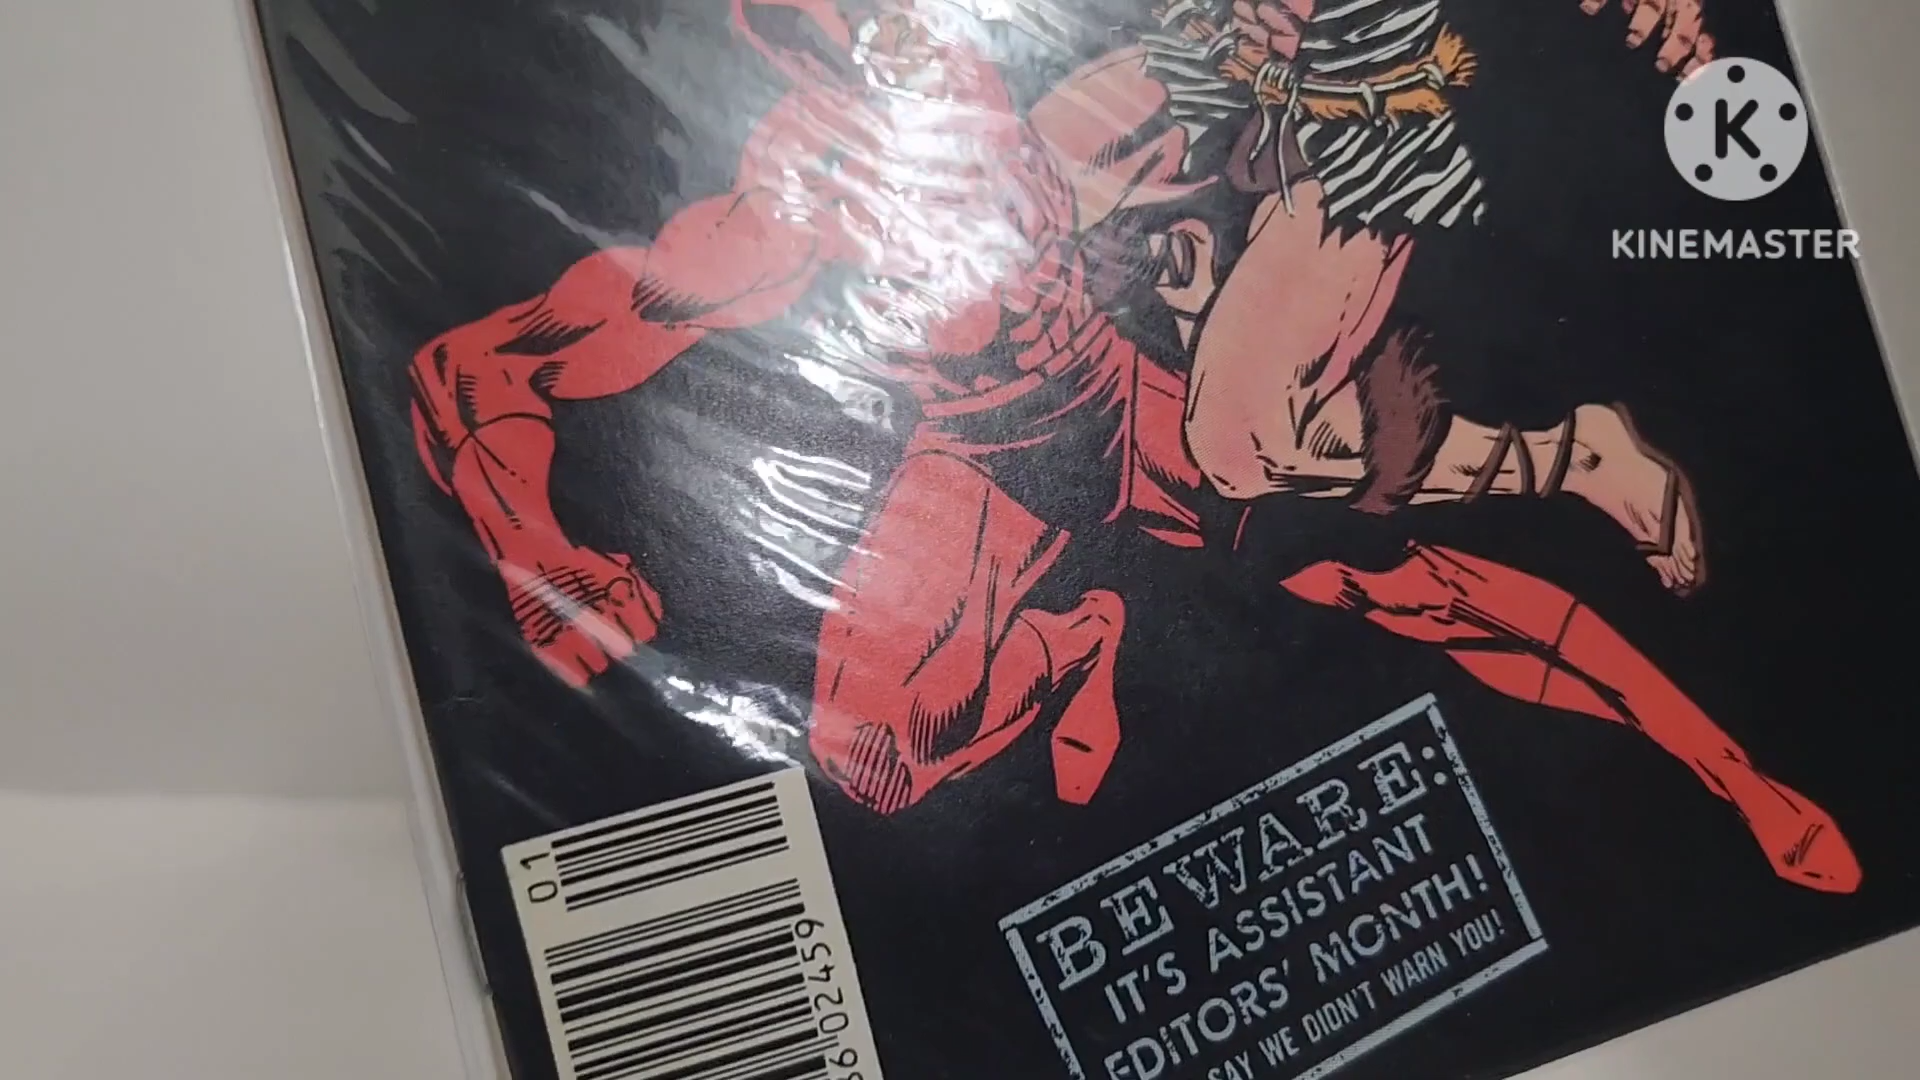 K
KINEMASTER
BEWARE:
IT'S ASSISTANT
EDITORS' MONTH!
SAY WE DIDN'T WARN YOU!
01
02459